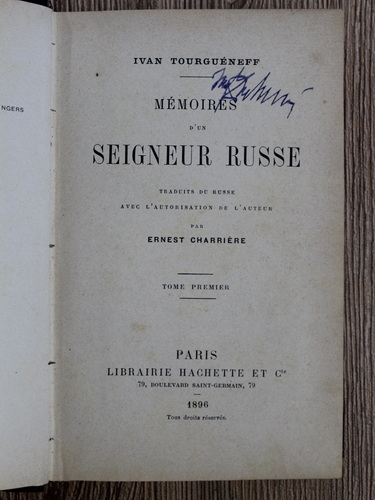 NGERS
IVAN TOURGUÉNEFF
MÉMOIRES
D'UN
SEIGNEUR RUSSE
TRADUITS DU RUSSE
AVEC L'AUTORISATION DE L'AUTEUR
PAR
ERNEST CHARRIÈRE
TOME PREMIER
PARIS
LIBRAIRIE HACHETTE ET Cie
79, BOULEVARD SAINT-GERMAIN, 79
1896
Tous droits réservés.